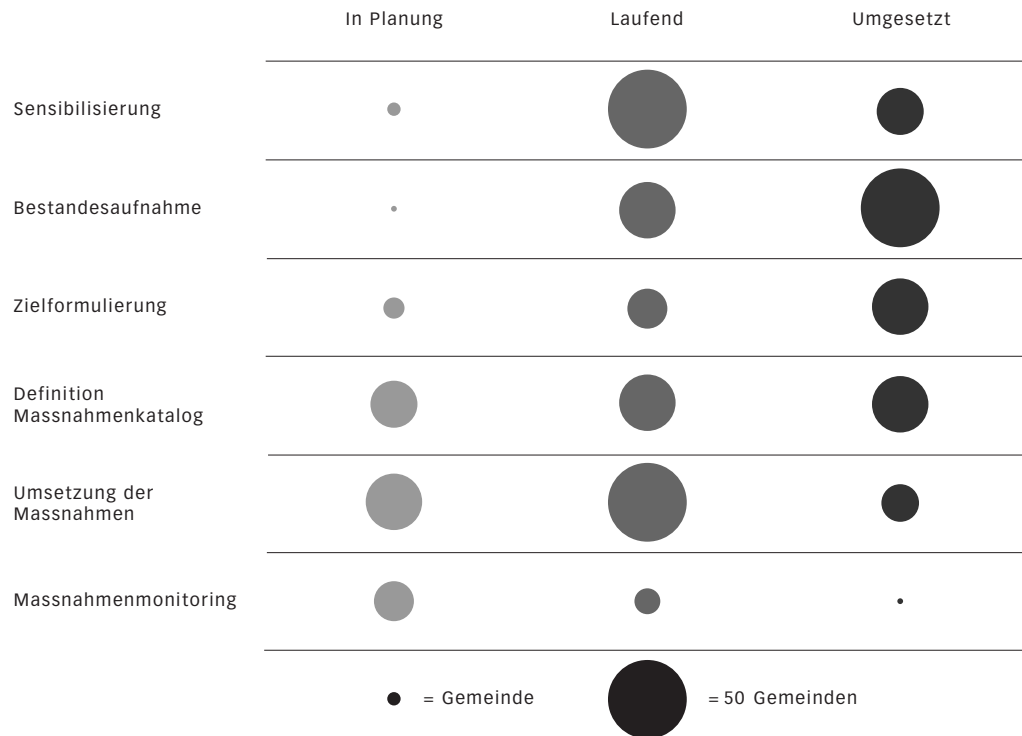 In Planung
Laufend
Umgesetzt
Sensibilisierung
Bestandesaufnahme
Zielformulierung
Definition
Massnahmenkatalog
Umsetzung der
Massnahmen
Massnahmenmonitoring
= Gemeinde
= 50 Gemeinden